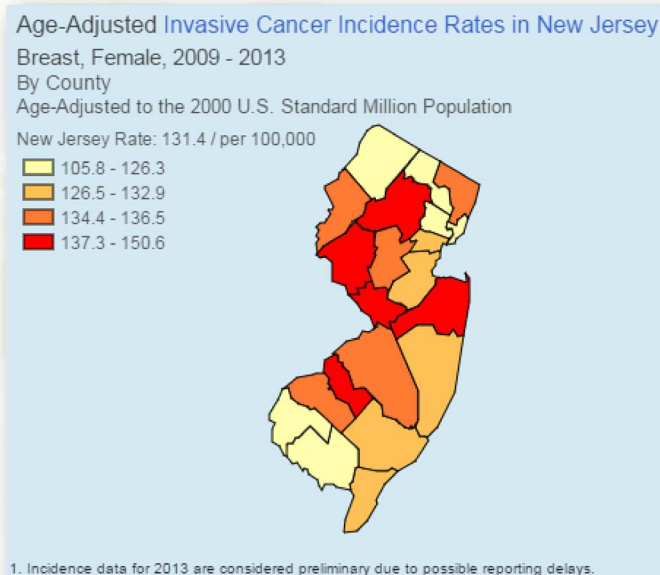 Age-Adjusted Invasive Cancer Incidence Rates in New Jersey
Breast, Female, 2009 - 2013
By County
Age-Adjusted to the 2000 U.S. Standard Million Population
New Jersey Rate: 131.4 / per 100,000
105.8 - 126.3
126.5 - 132.9
134.4 - 136.5
137.3 - 150.6
1. Incidence data for 2013 are considered preliminary due to possible reporting delays.